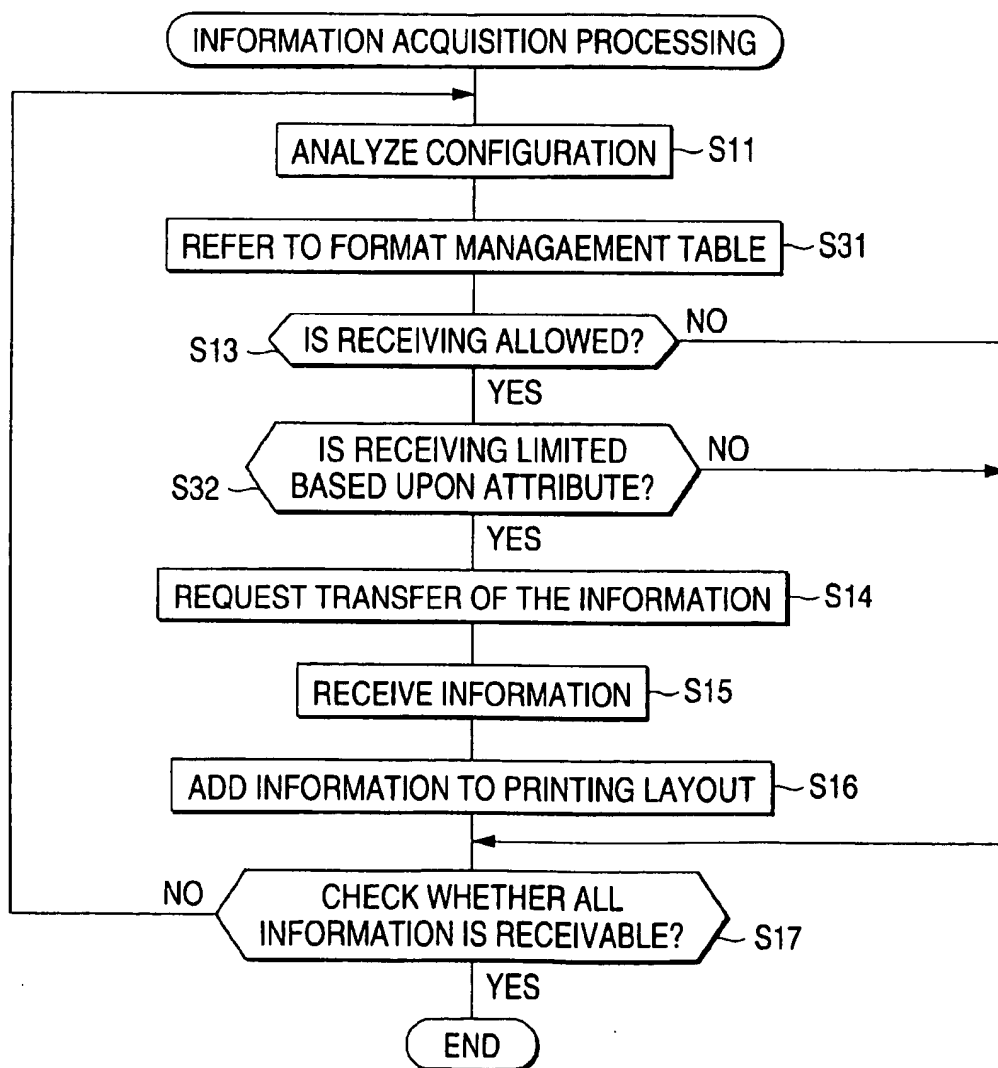 INFORMATION ACQUISITION PROCESSING
ANALYZE CONFIGURATION
S11
REFER TO FORMAT MANAGAEMENT TABLE
S31
IS RECEIVING ALLOWED?
NO
S13
YES
IS RECEIVING LIMITED
BASED UPON ATTRIBUTE?
NO
S32
YES
REQUEST TRANSFER OF THE INFORMATION
S14
RECEIVE INFORMATION
S15
ADD INFORMATION TO PRINTING LAYOUT
S16
NO
CHECK WHETHER ALL
INFORMATION IS RECEIVABLE?
S17
YES
END